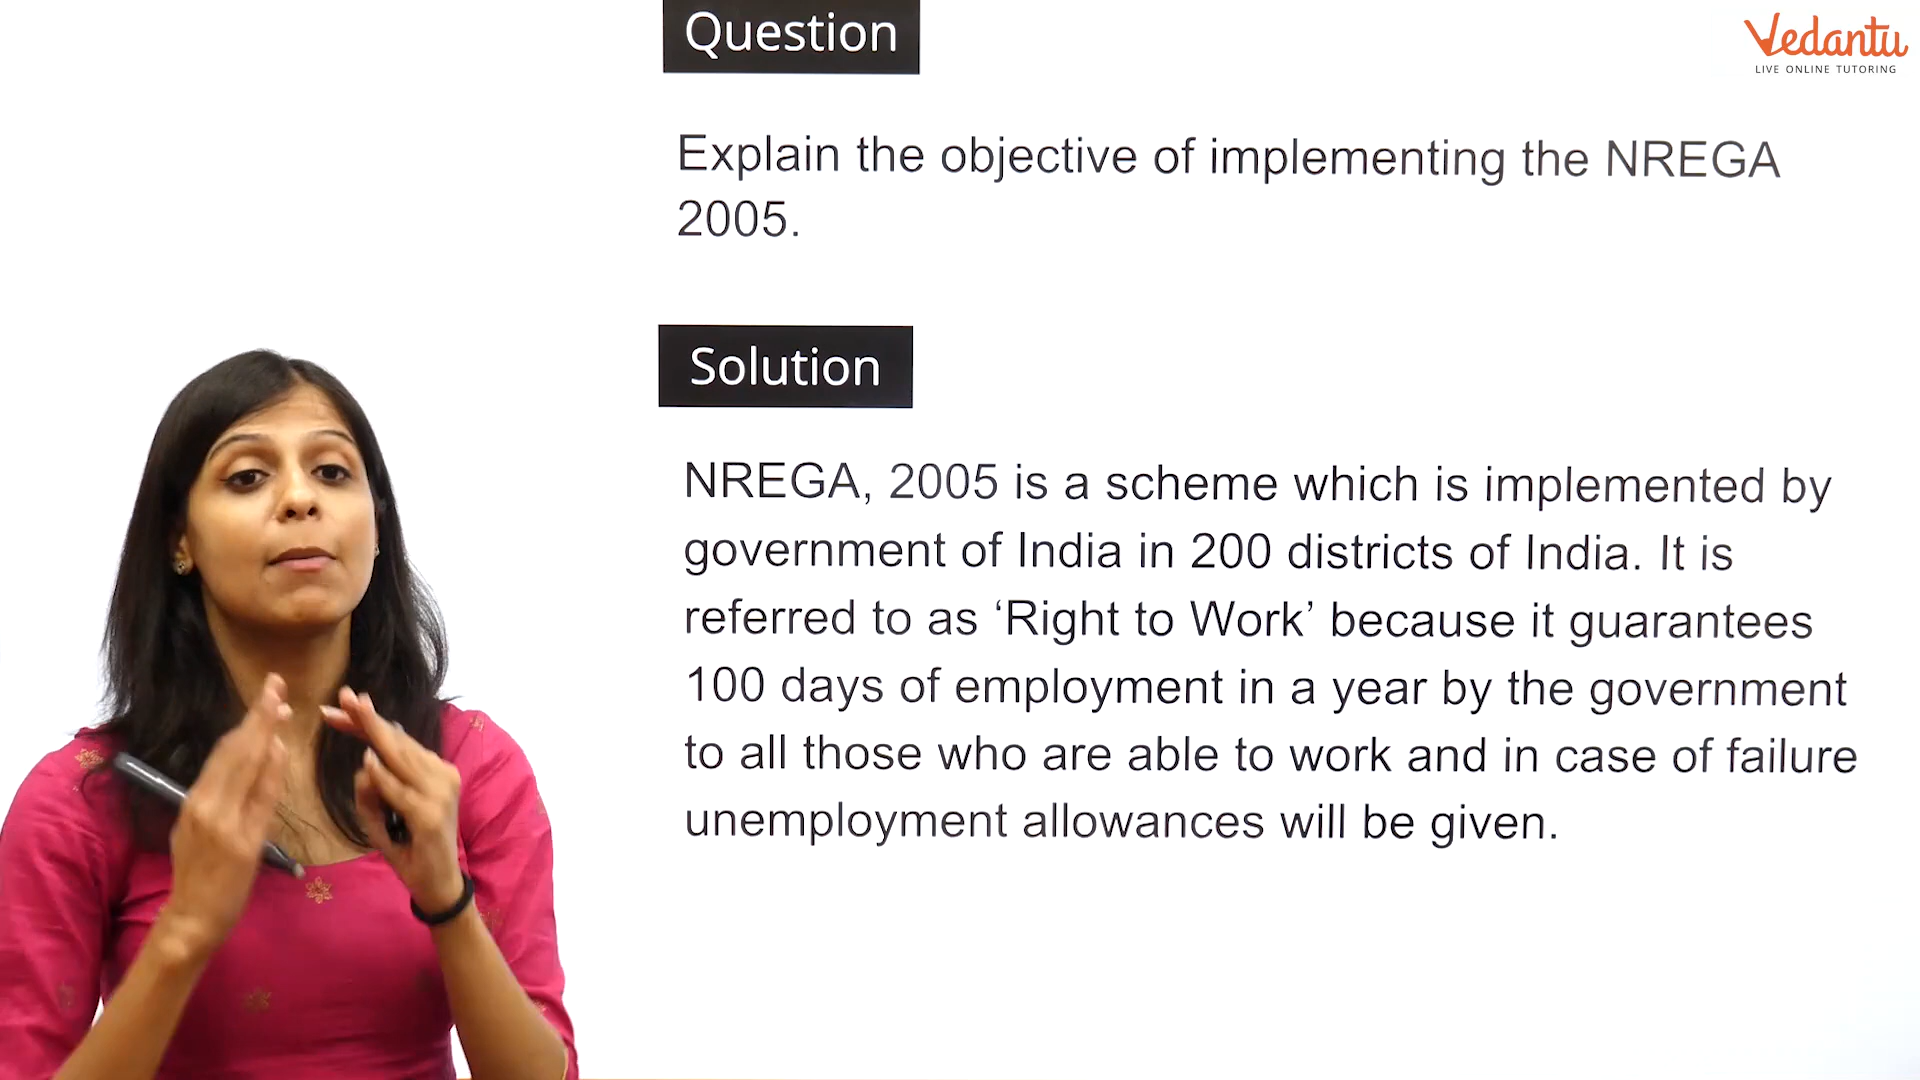 Question
Vedantu
LIVE ONLINE TUTORING
Explain the objective of implementing the NREGA
2005.
Solution
NREGA, 2005 is a scheme which is implemented by
government of India in 200 districts of India. It is
referred to as ‘Right to Work’ because it guarantees
100 days of employment in a year by the government
to all those who are able to work and in case of failure
unemployment allowances will be given.